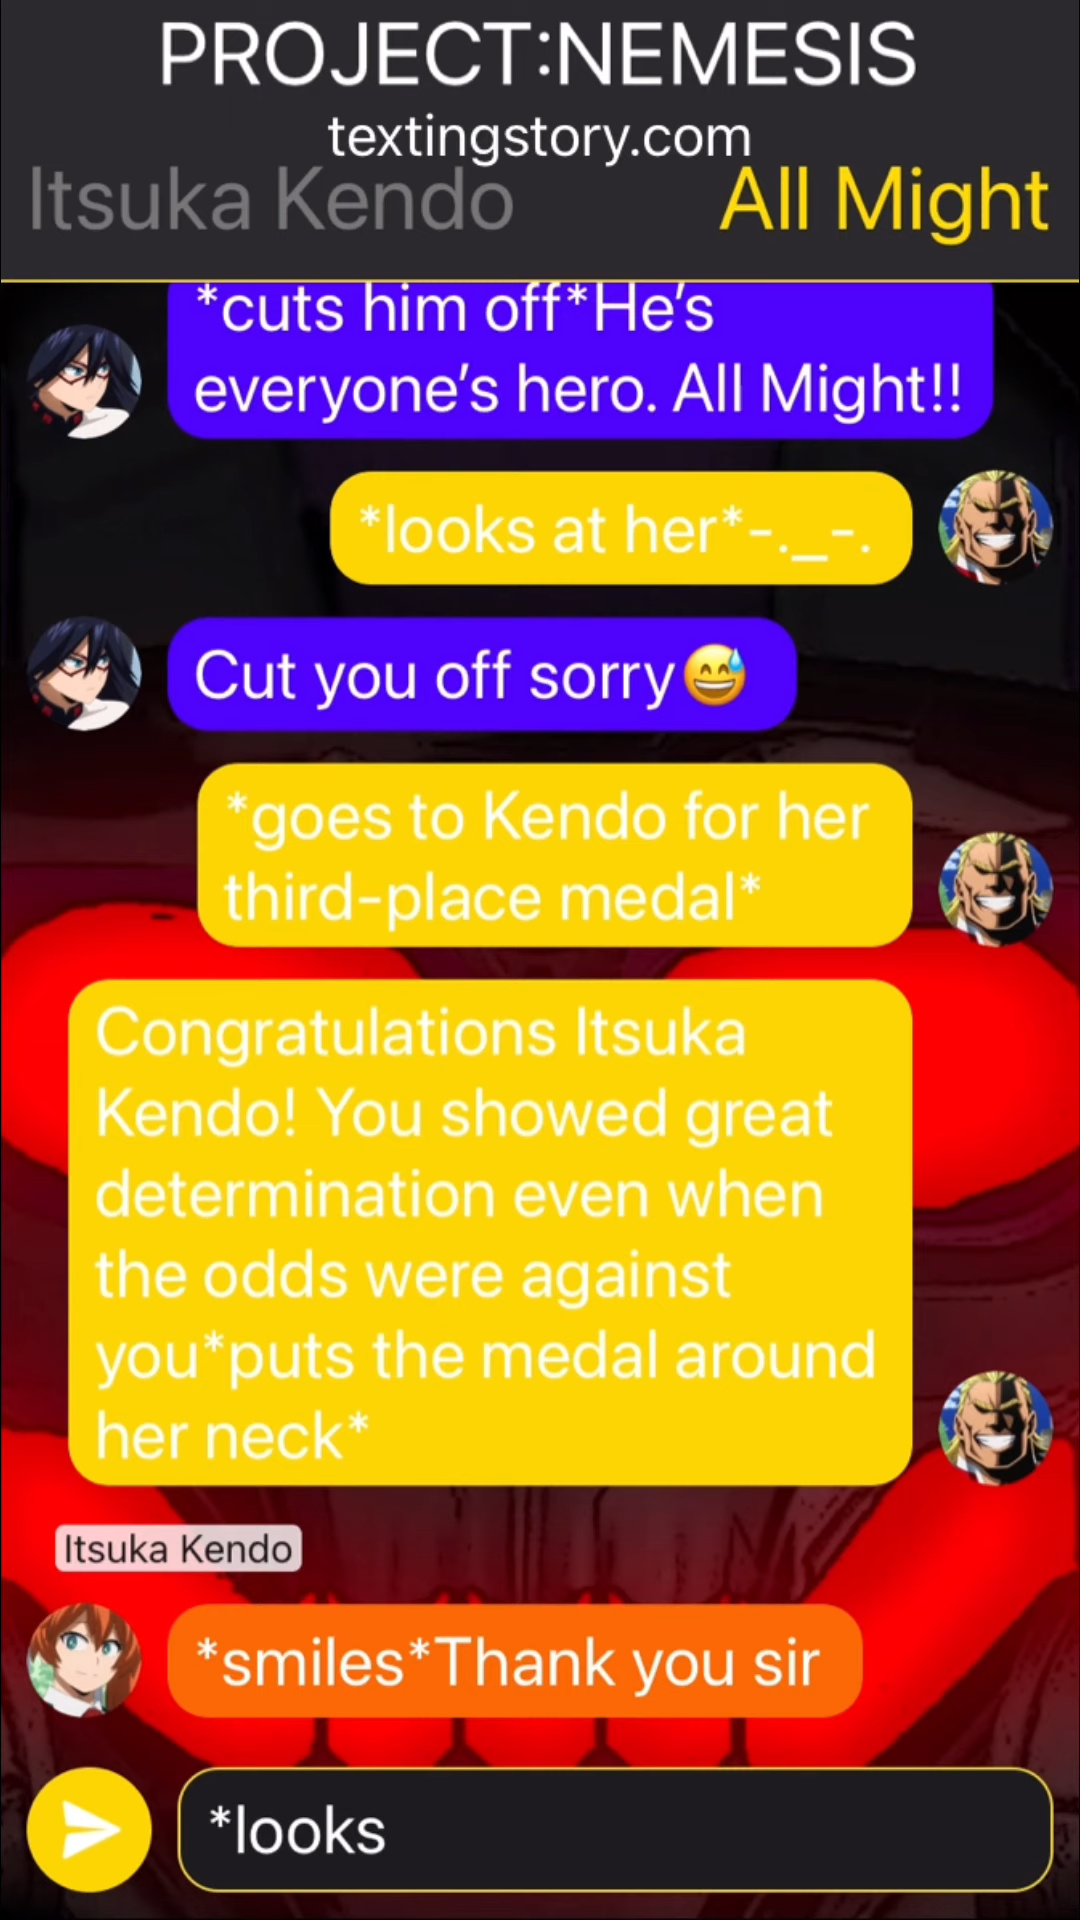 PROJECT:NEMESIS
textingstory.com
Itsuka Kendo
All Might
*cuts him off*He’s
everyone’s hero. All Might!!
*looks at her*-._-.
Cut you off sorry😅
*goes to Kendo for her
third-place medal*
Congratulations Itsuka
Kendo! You showed great
determination even when
the odds were against
you*puts the medal around
her neck*
Itsuka Kendo
*smiles*Thank you sir
*looks